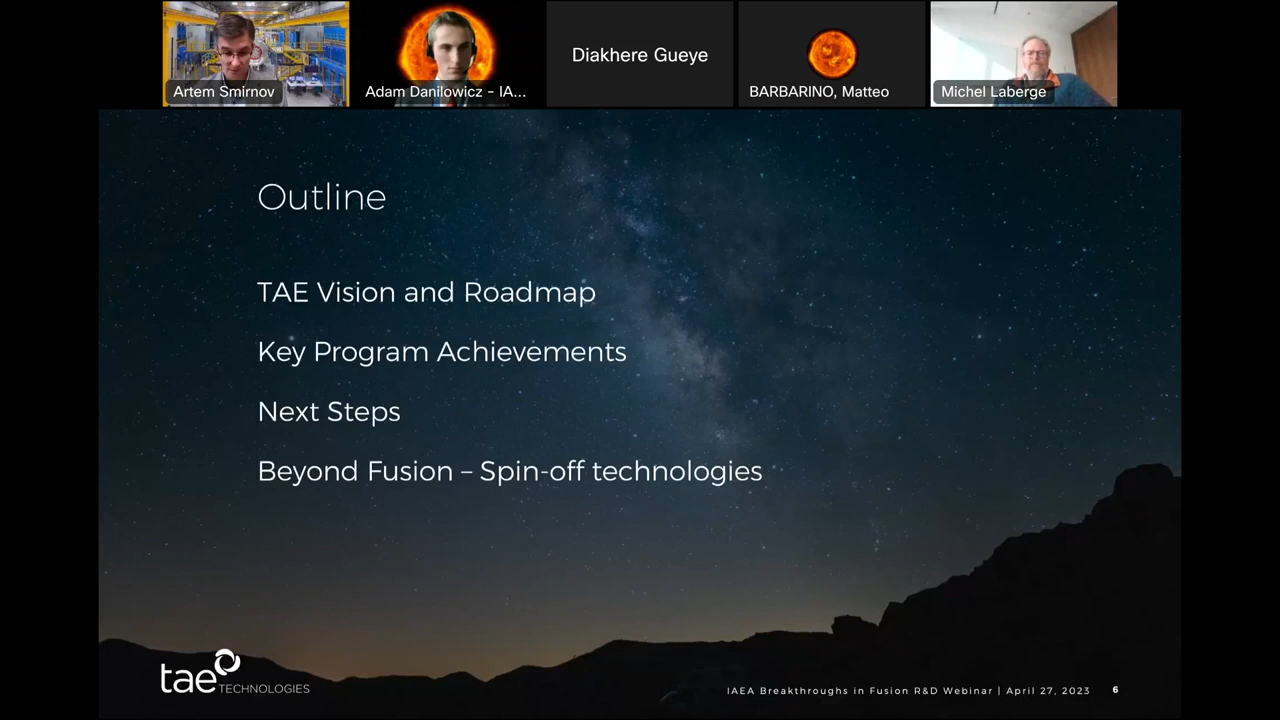 Artem Smirnov
Adam Danilowicz - IA...
Diakhere Gueye
BARBARINO, Matteo
Michel Laberge
Outline
TAE Vision and Roadmap
Key Program Achievements
Next Steps
Beyond Fusion – Spin-off technologies
tae TECHNOLOGIES
IAEA Breakthroughs in Fusion R&D Webinar | April 27, 2023 6